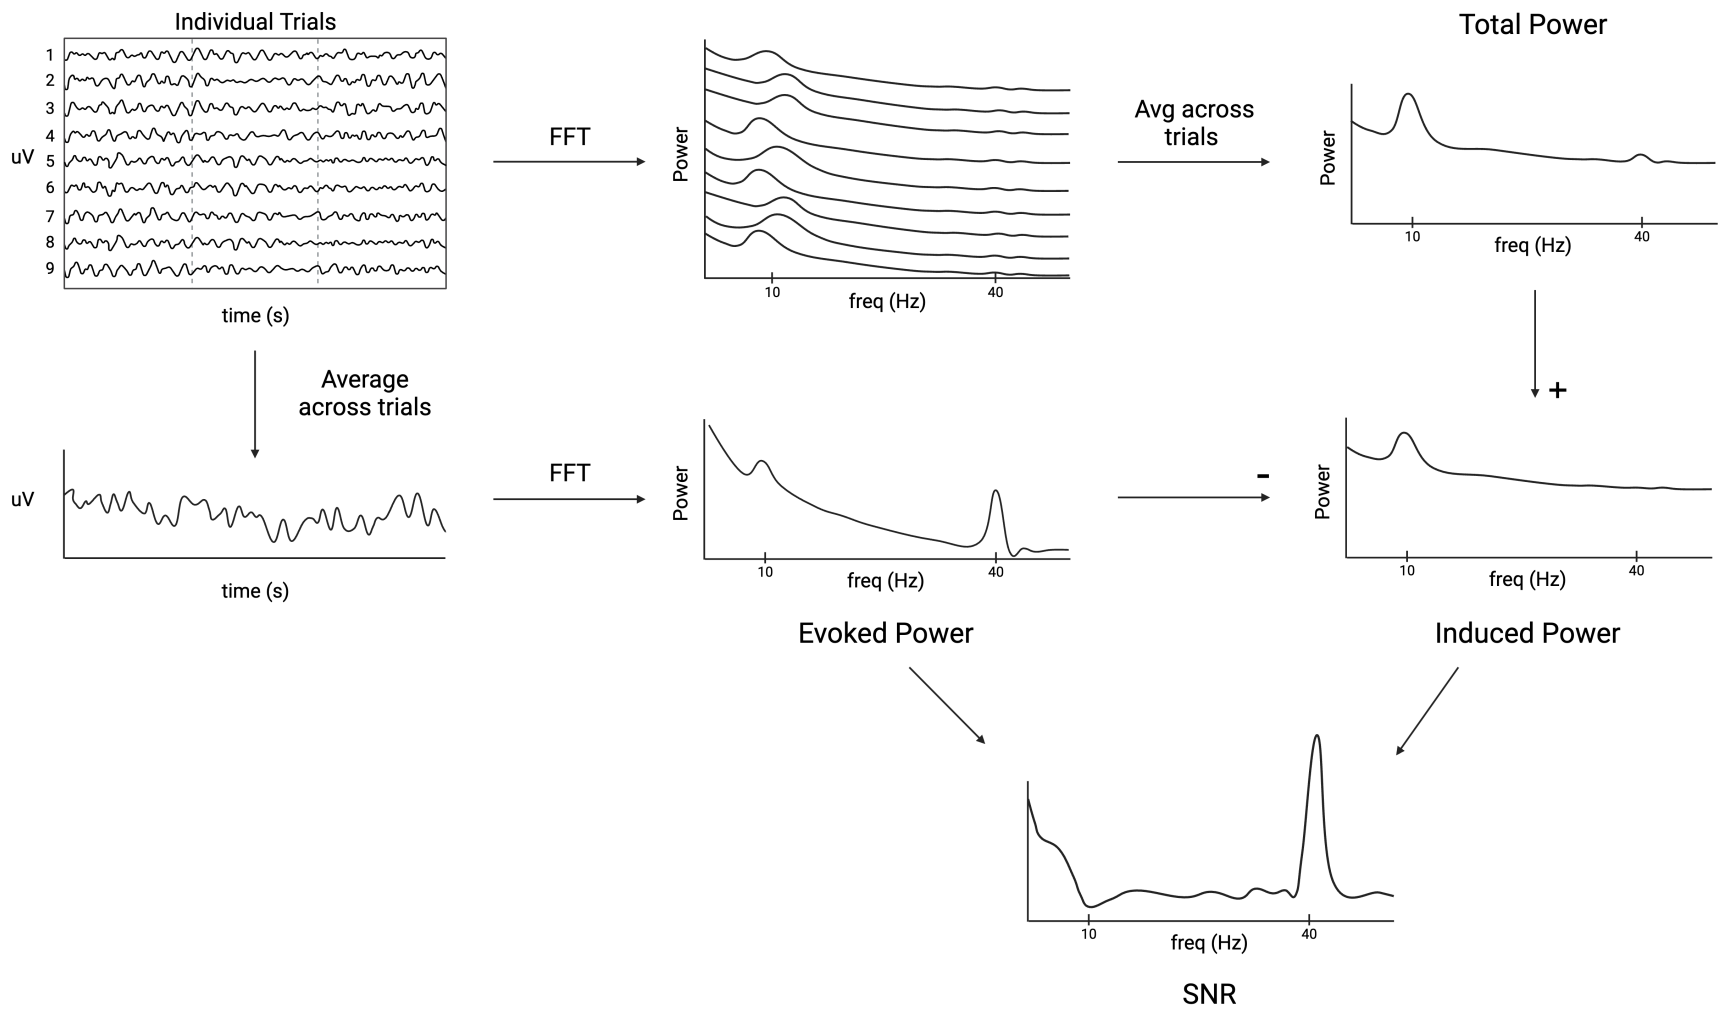 Individual Trials
Total Power
1
2
3
4
5
6
7
8
9
uV
time (s)
FFT
Power
10
40
freq (Hz)
Avg across
trials
Power
10
40
freq (Hz)
Average
across trials
+
uV
time (s)
FFT
Power
10
40
freq (Hz)
-
Power
10
40
freq (Hz)
Evoked Power
Induced Power
10
40
freq (Hz)
SNR